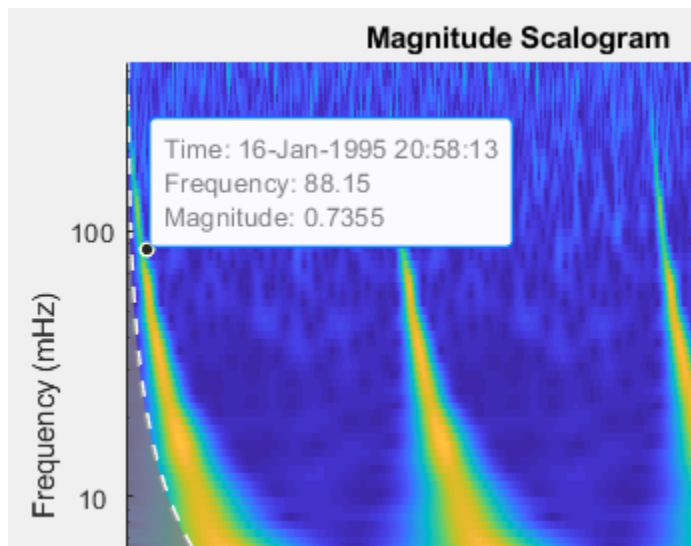 Magnitude Scalogram
Time: 16-Jan-1995 20:58:13
Frequency: 88.15
Magnitude: 0.7355
100
Frequency (mHz)
10